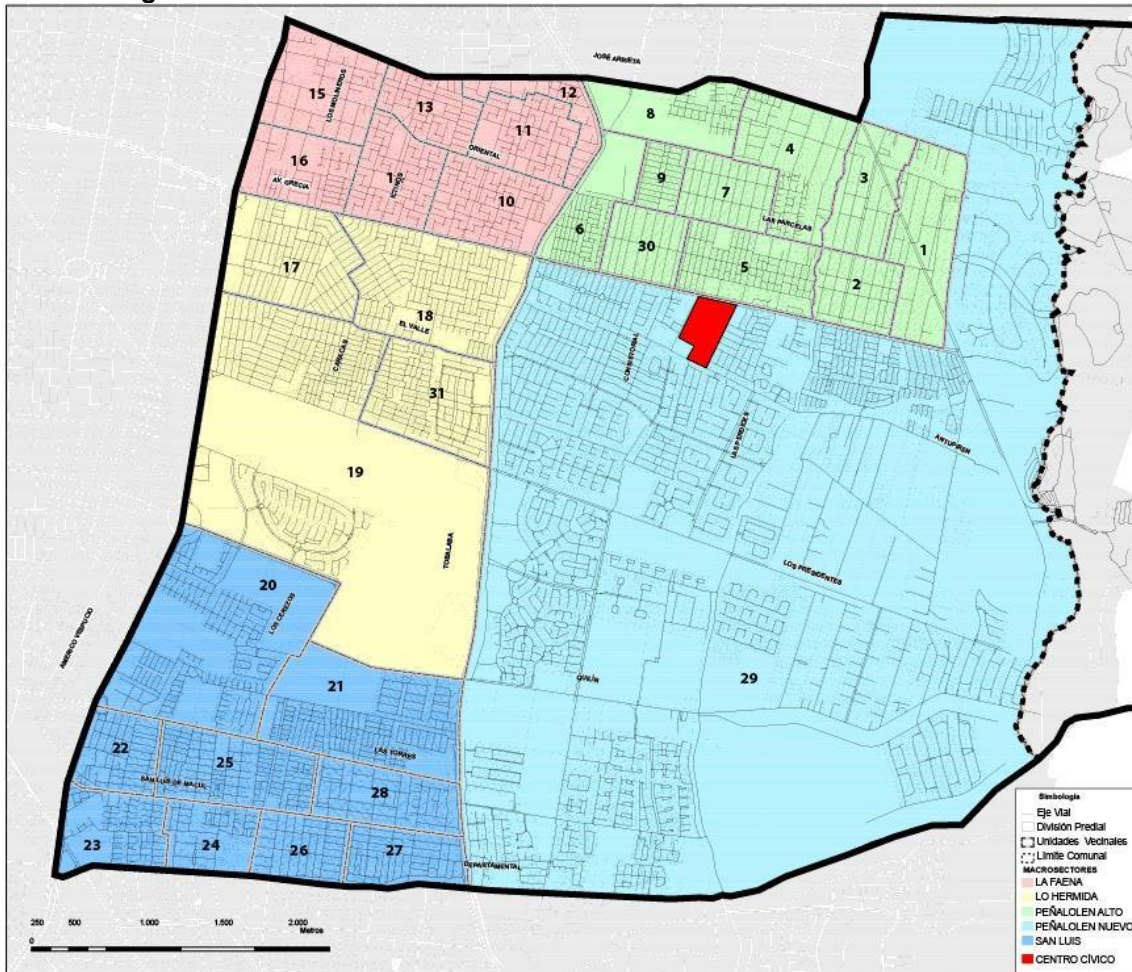 JOSÉ ARRIETA
15
LOS MOLINEROS
13
12
11
ORIENTAL
8
4
3
16
AV. GRECIA
ICTINOS
10
9
7
LAS PARCELAS
1
6
30
5
2
17
18
EL VALLE
CARACAS
31
CONSISTORIAL
LAS PERDICES
ANTUPIREN
19
TOBALABA
LOS PRESIDENTES
20
LOS CEREZOS
AMERICO VESPUCIO
21
QUILÍN
29
LAS TORRES
22
25
SAN LUIS DE MACUL
28
23
24
26
27
DEPARTAMENTAL
Simbología
Eje Vial
División Predial
Unidades Vecinales
Límite Comunal
MACROSECTORES
LA FAENA
LO HERMIDA
PEÑALOLEN ALTO
PEÑALOLEN NUEVO
SAN LUIS
CENTRO CÍVICO
250 500 1.000 1.500 2.000
Metros
0